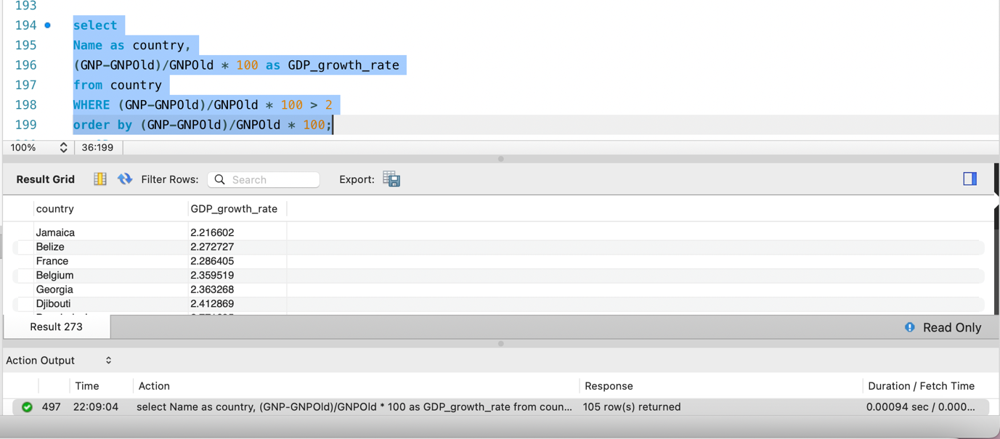 193
194 select
195 Name as country,
196 (GNP-GNPOld)/GNPOld * 100 as GDP_growth_rate
197 from country
198 WHERE (GNP-GNPOld)/GNPOld * 100 > 2
199 order by (GNP-GNPOld)/GNPOld * 100;
100% 36:199
Result Grid Filter Rows: Search Export:
country GDP_growth_rate
Jamaica 2.216602
Belize 2.272727
France 2.286405
Belgium 2.359519
Georgia 2.363268
Djibouti 2.412869
Result 273 Read Only
Action Output
Time Action Response Duration / Fetch Time
497 22:09:04 select Name as country, (GNP-GNPOld)/GNPOld * 100 as GDP_growth_rate from coun... 105 row(s) returned 0.00094 sec / 0.000...